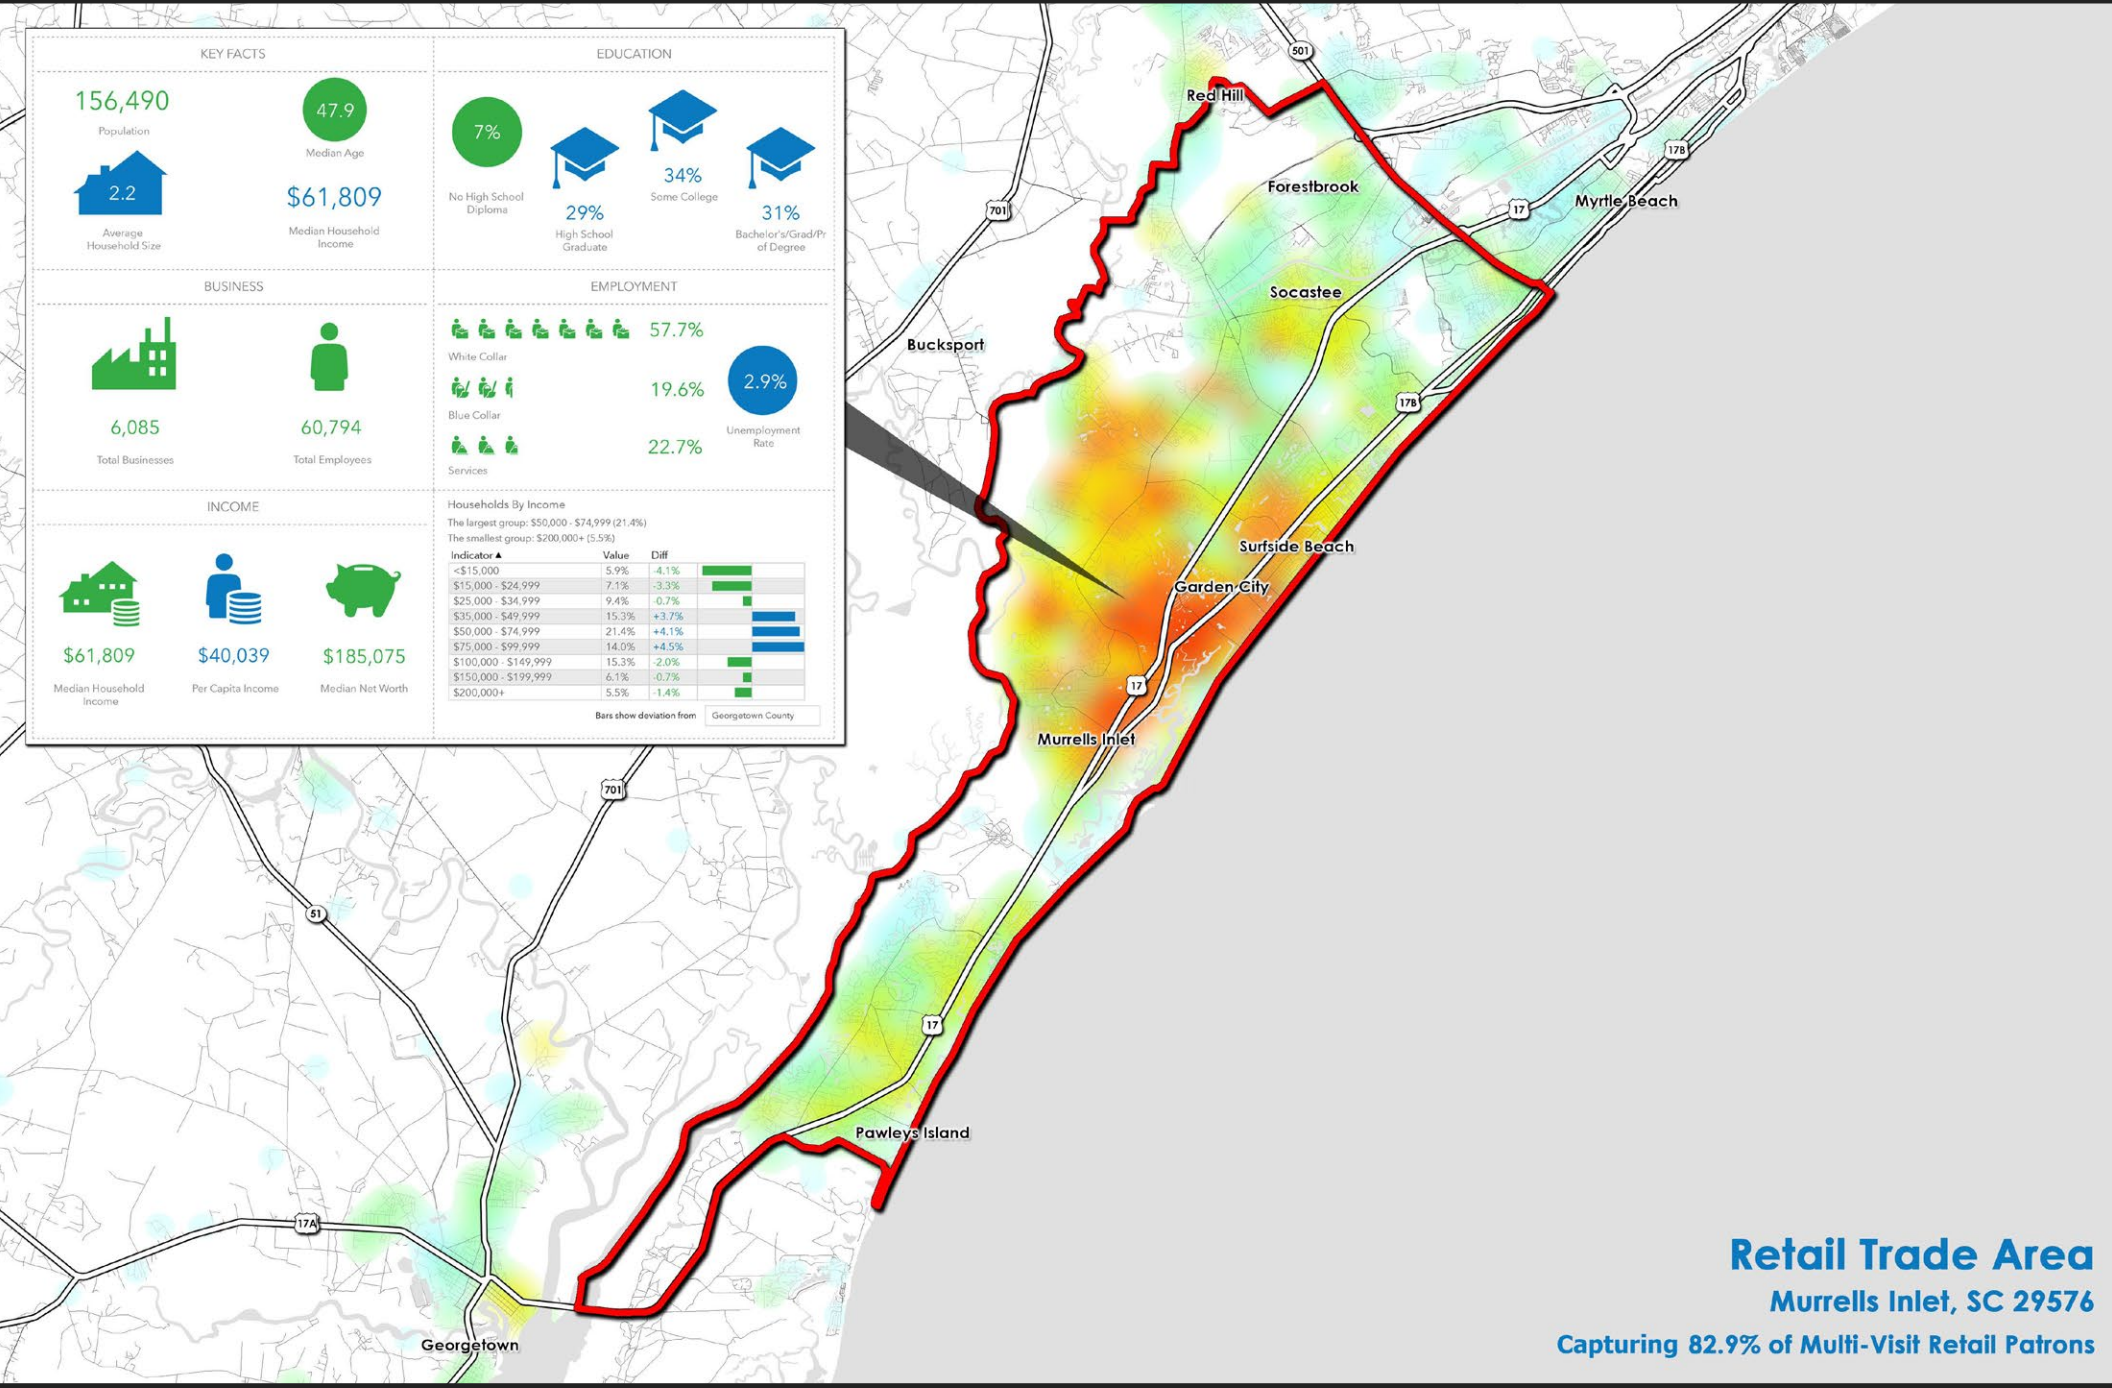 KEY FACTS
156,490
Population
47.9
Median Age
2.2
Average
Household Size
$61,809
Median Household
Income
EDUCATION
7%
No High School
Diploma
29%
High School
Graduate
34%
Some College
31%
Bachelor's/Grad/Pr
of Degree
BUSINESS
6,085
Total Businesses
60,794
Total Employees
EMPLOYMENT
57.7%
White Collar
19.6%
Blue Collar
22.7%
Services
2.9%
Unemployment
Rate
INCOME
$61,809
Median Household
Income
$40,039
Per Capita Income
$185,075
Median Net Worth
Households By Income
The largest group: $50,000 - $74,999 (21.4%)
The smallest group: $200,000+ (5.5%)
Indicator ▲ Value Diff
<$15,000 5.9% -4.1%
$15,000 - $24,999 7.1% -3.3%
$25,000 - $34,999 9.4% -0.7%
$35,000 - $49,999 15.3% +3.7%
$50,000 - $74,999 21.4% +4.1%
$75,000 - $99,999 14.0% +4.5%
$100,000 - $149,999 15.3% -2.0%
$150,000 - $199,999 6.1% -0.7%
$200,000+ 5.5% -1.4%
Bars show deviation from Georgetown County
501
Red Hill
17B
Forestbrook
Myrtle Beach
701
17
Socastee
Bucksport
17B
Surfside Beach
Garden City
17
Murrells Inlet
701
51
17
Pawleys Island
17A
Georgetown
Retail Trade Area
Murrells Inlet, SC 29576
Capturing 82.9% of Multi-Visit Retail Patrons